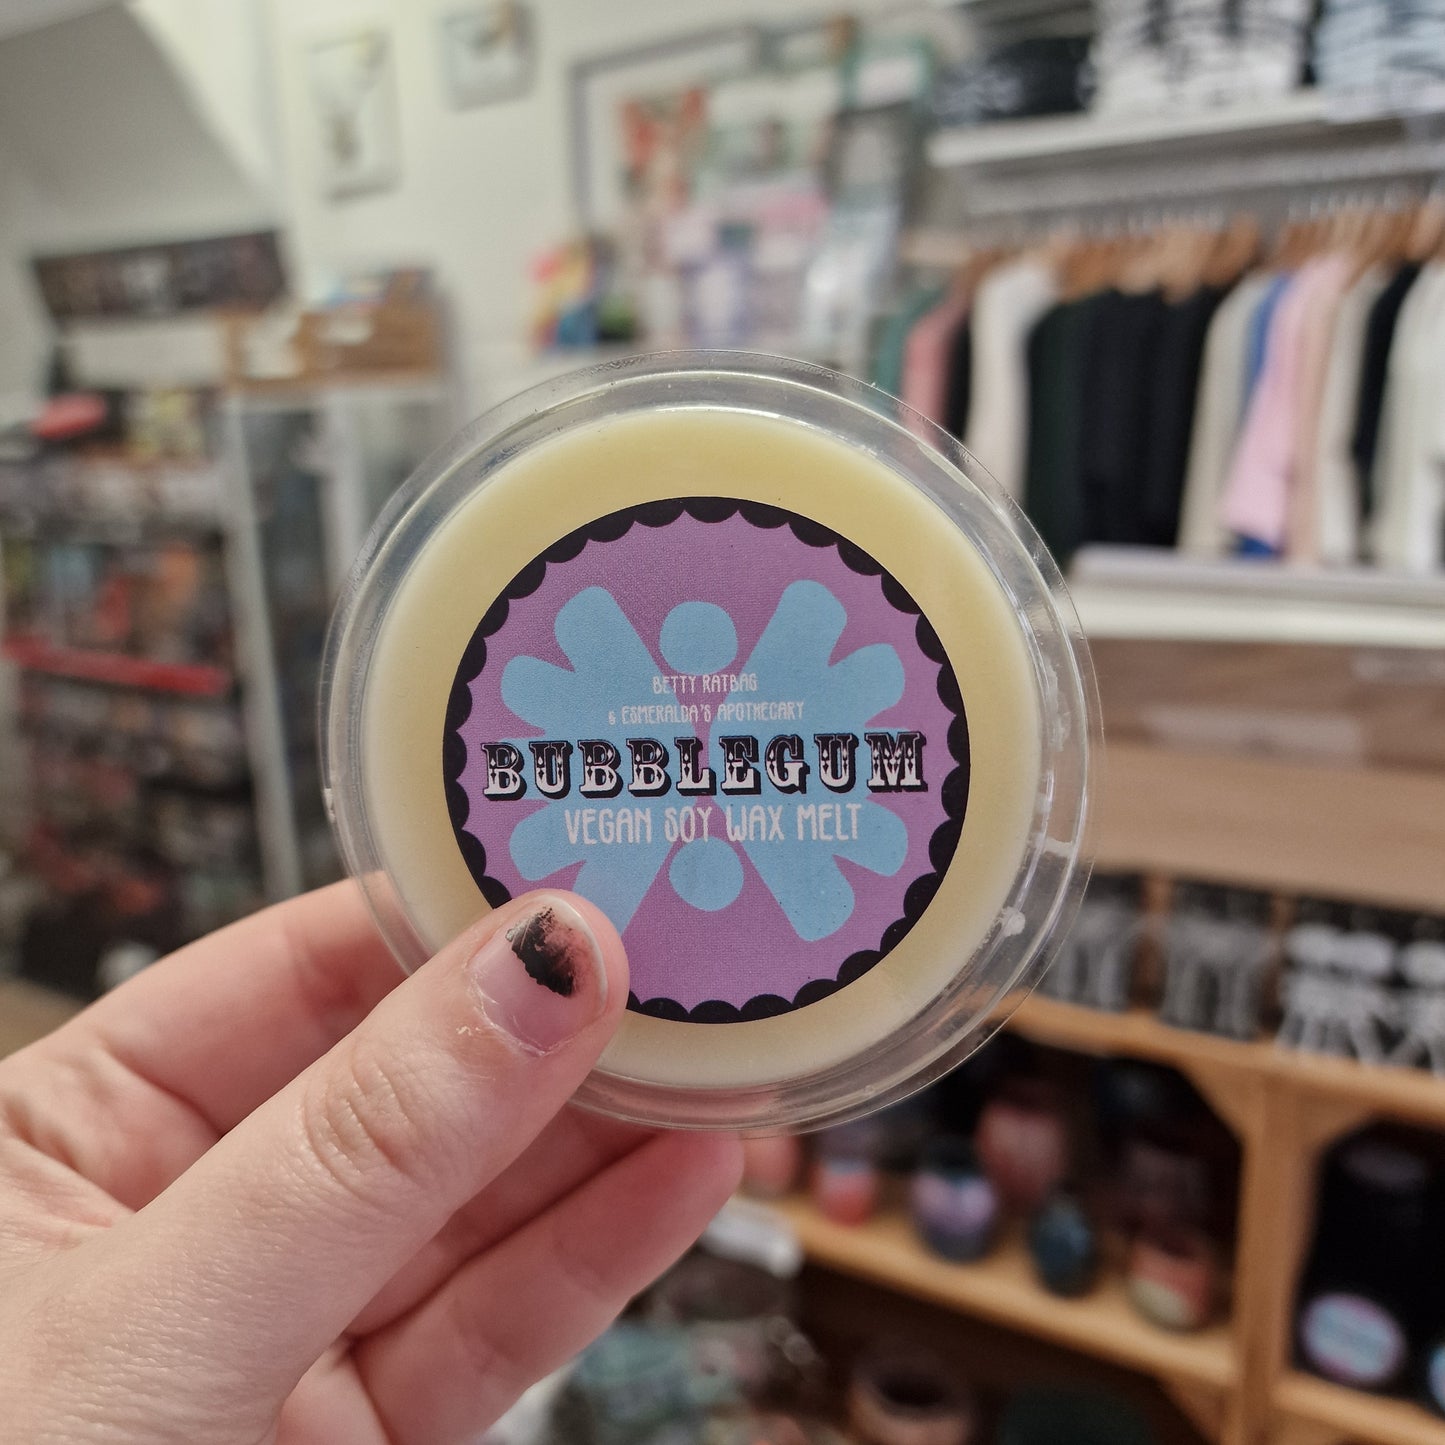 BETTY RATBAG
& ESMERALDA'S APOTHECARY
BUBBLEGUM
VEGAN SOY WAX MELT